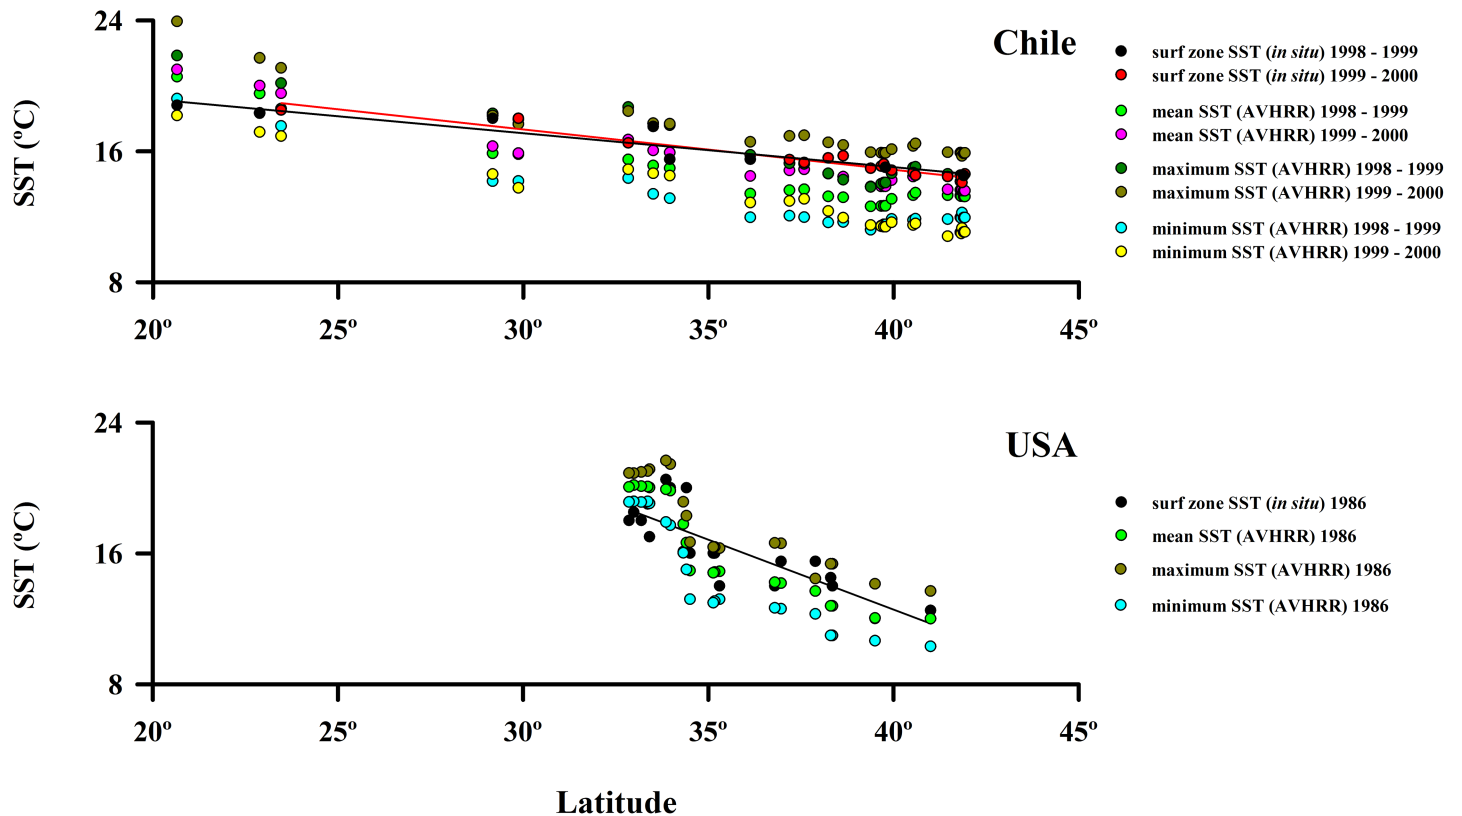 24
Chile
16
8
SST (ºC)
20º 25º 30º 35º 40º 45º
surf zone SST (in situ) 1998 - 1999
surf zone SST (in situ) 1999 - 2000
mean SST (AVHRR) 1998 - 1999
mean SST (AVHRR) 1999 - 2000
maximum SST (AVHRR) 1998 - 1999
maximum SST (AVHRR) 1999 - 2000
minimum SST (AVHRR) 1998 - 1999
minimum SST (AVHRR) 1999 - 2000
24
USA
16
8
SST (ºC)
20º 25º 30º 35º 40º 45º
surf zone SST (in situ) 1986
mean SST (AVHRR) 1986
maximum SST (AVHRR) 1986
minimum SST (AVHRR) 1986
Latitude